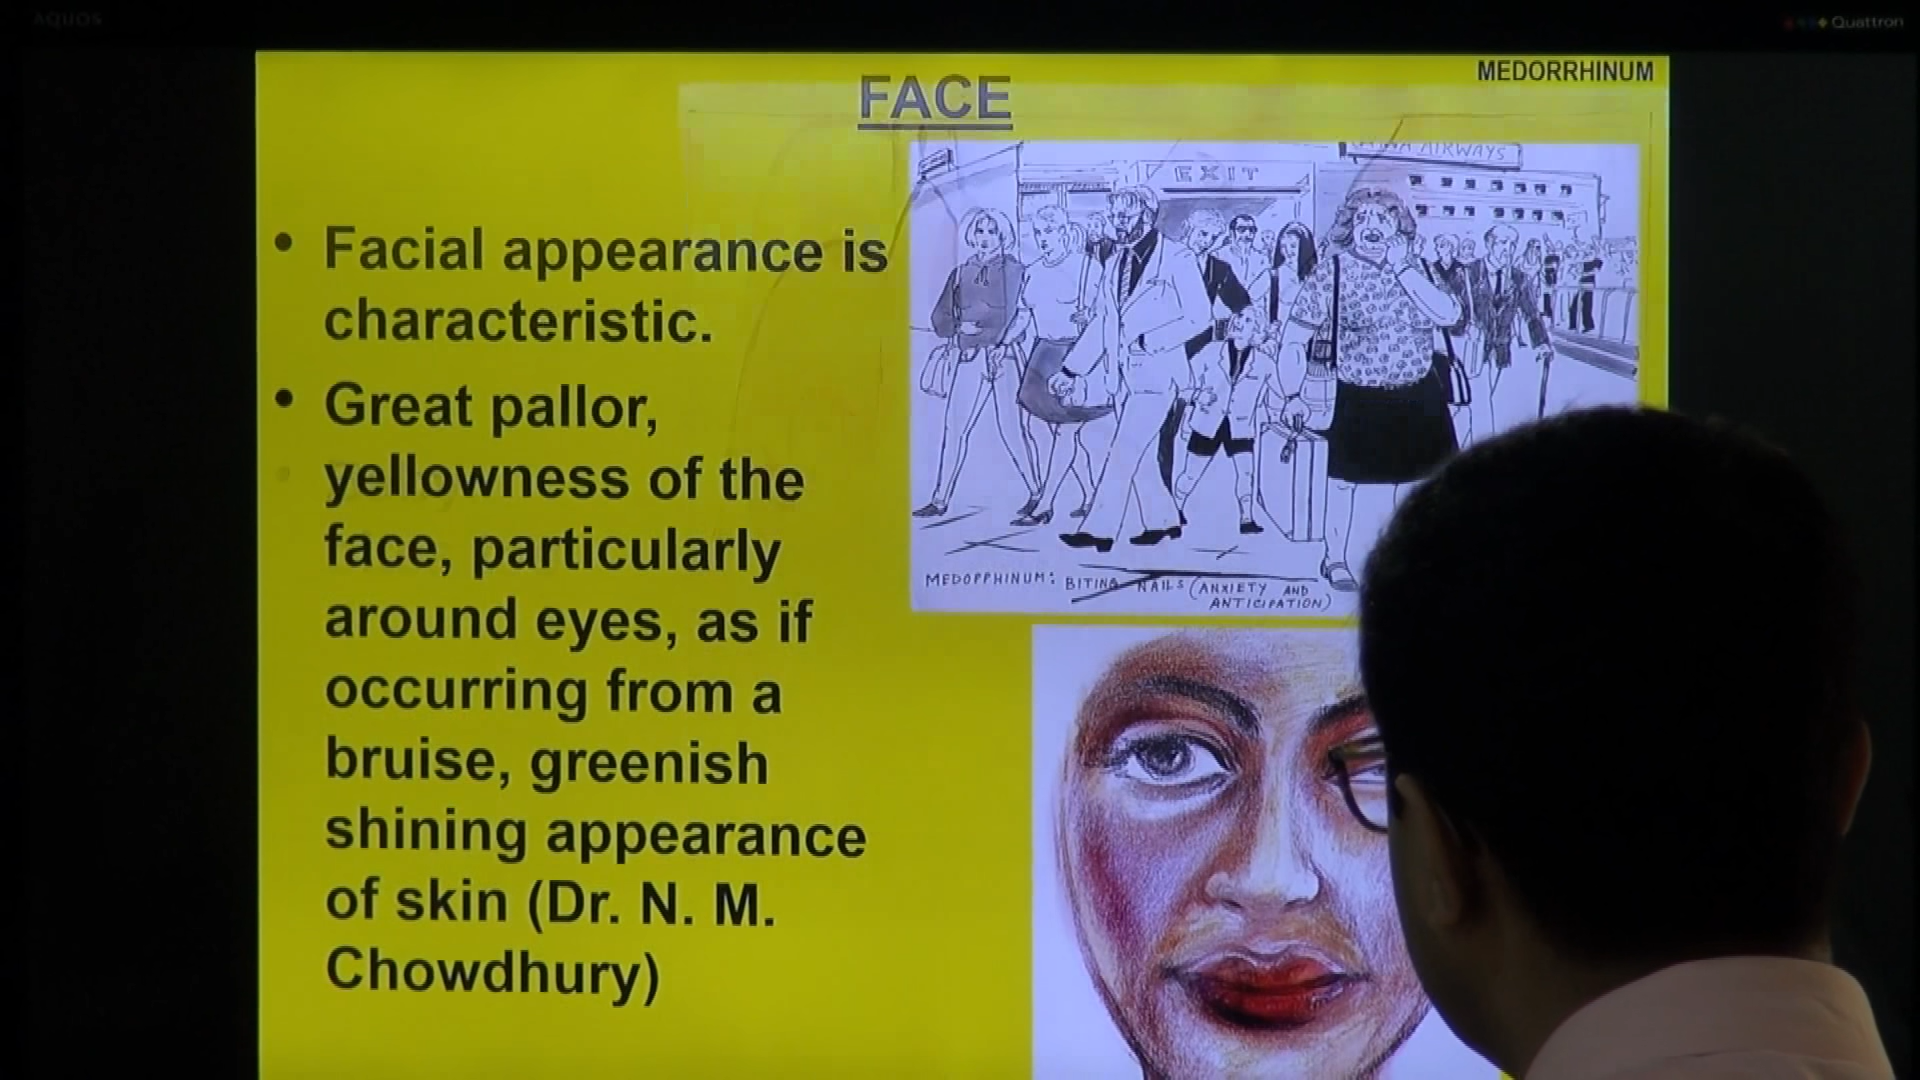 AQUOS
Quattron
MEDORRHINUM
FACE
• Facial appearance is
characteristic.
• Great pallor,
yellowness of the
face, particularly
around eyes, as if
occurring from a
bruise, greenish
shining appearance
of skin (Dr. N. M.
Chowdhury)
AIRWAYS
EXIT
MEDORRHINUM: BITING NAILS (ANXIETY AND
ANTICIPATION)